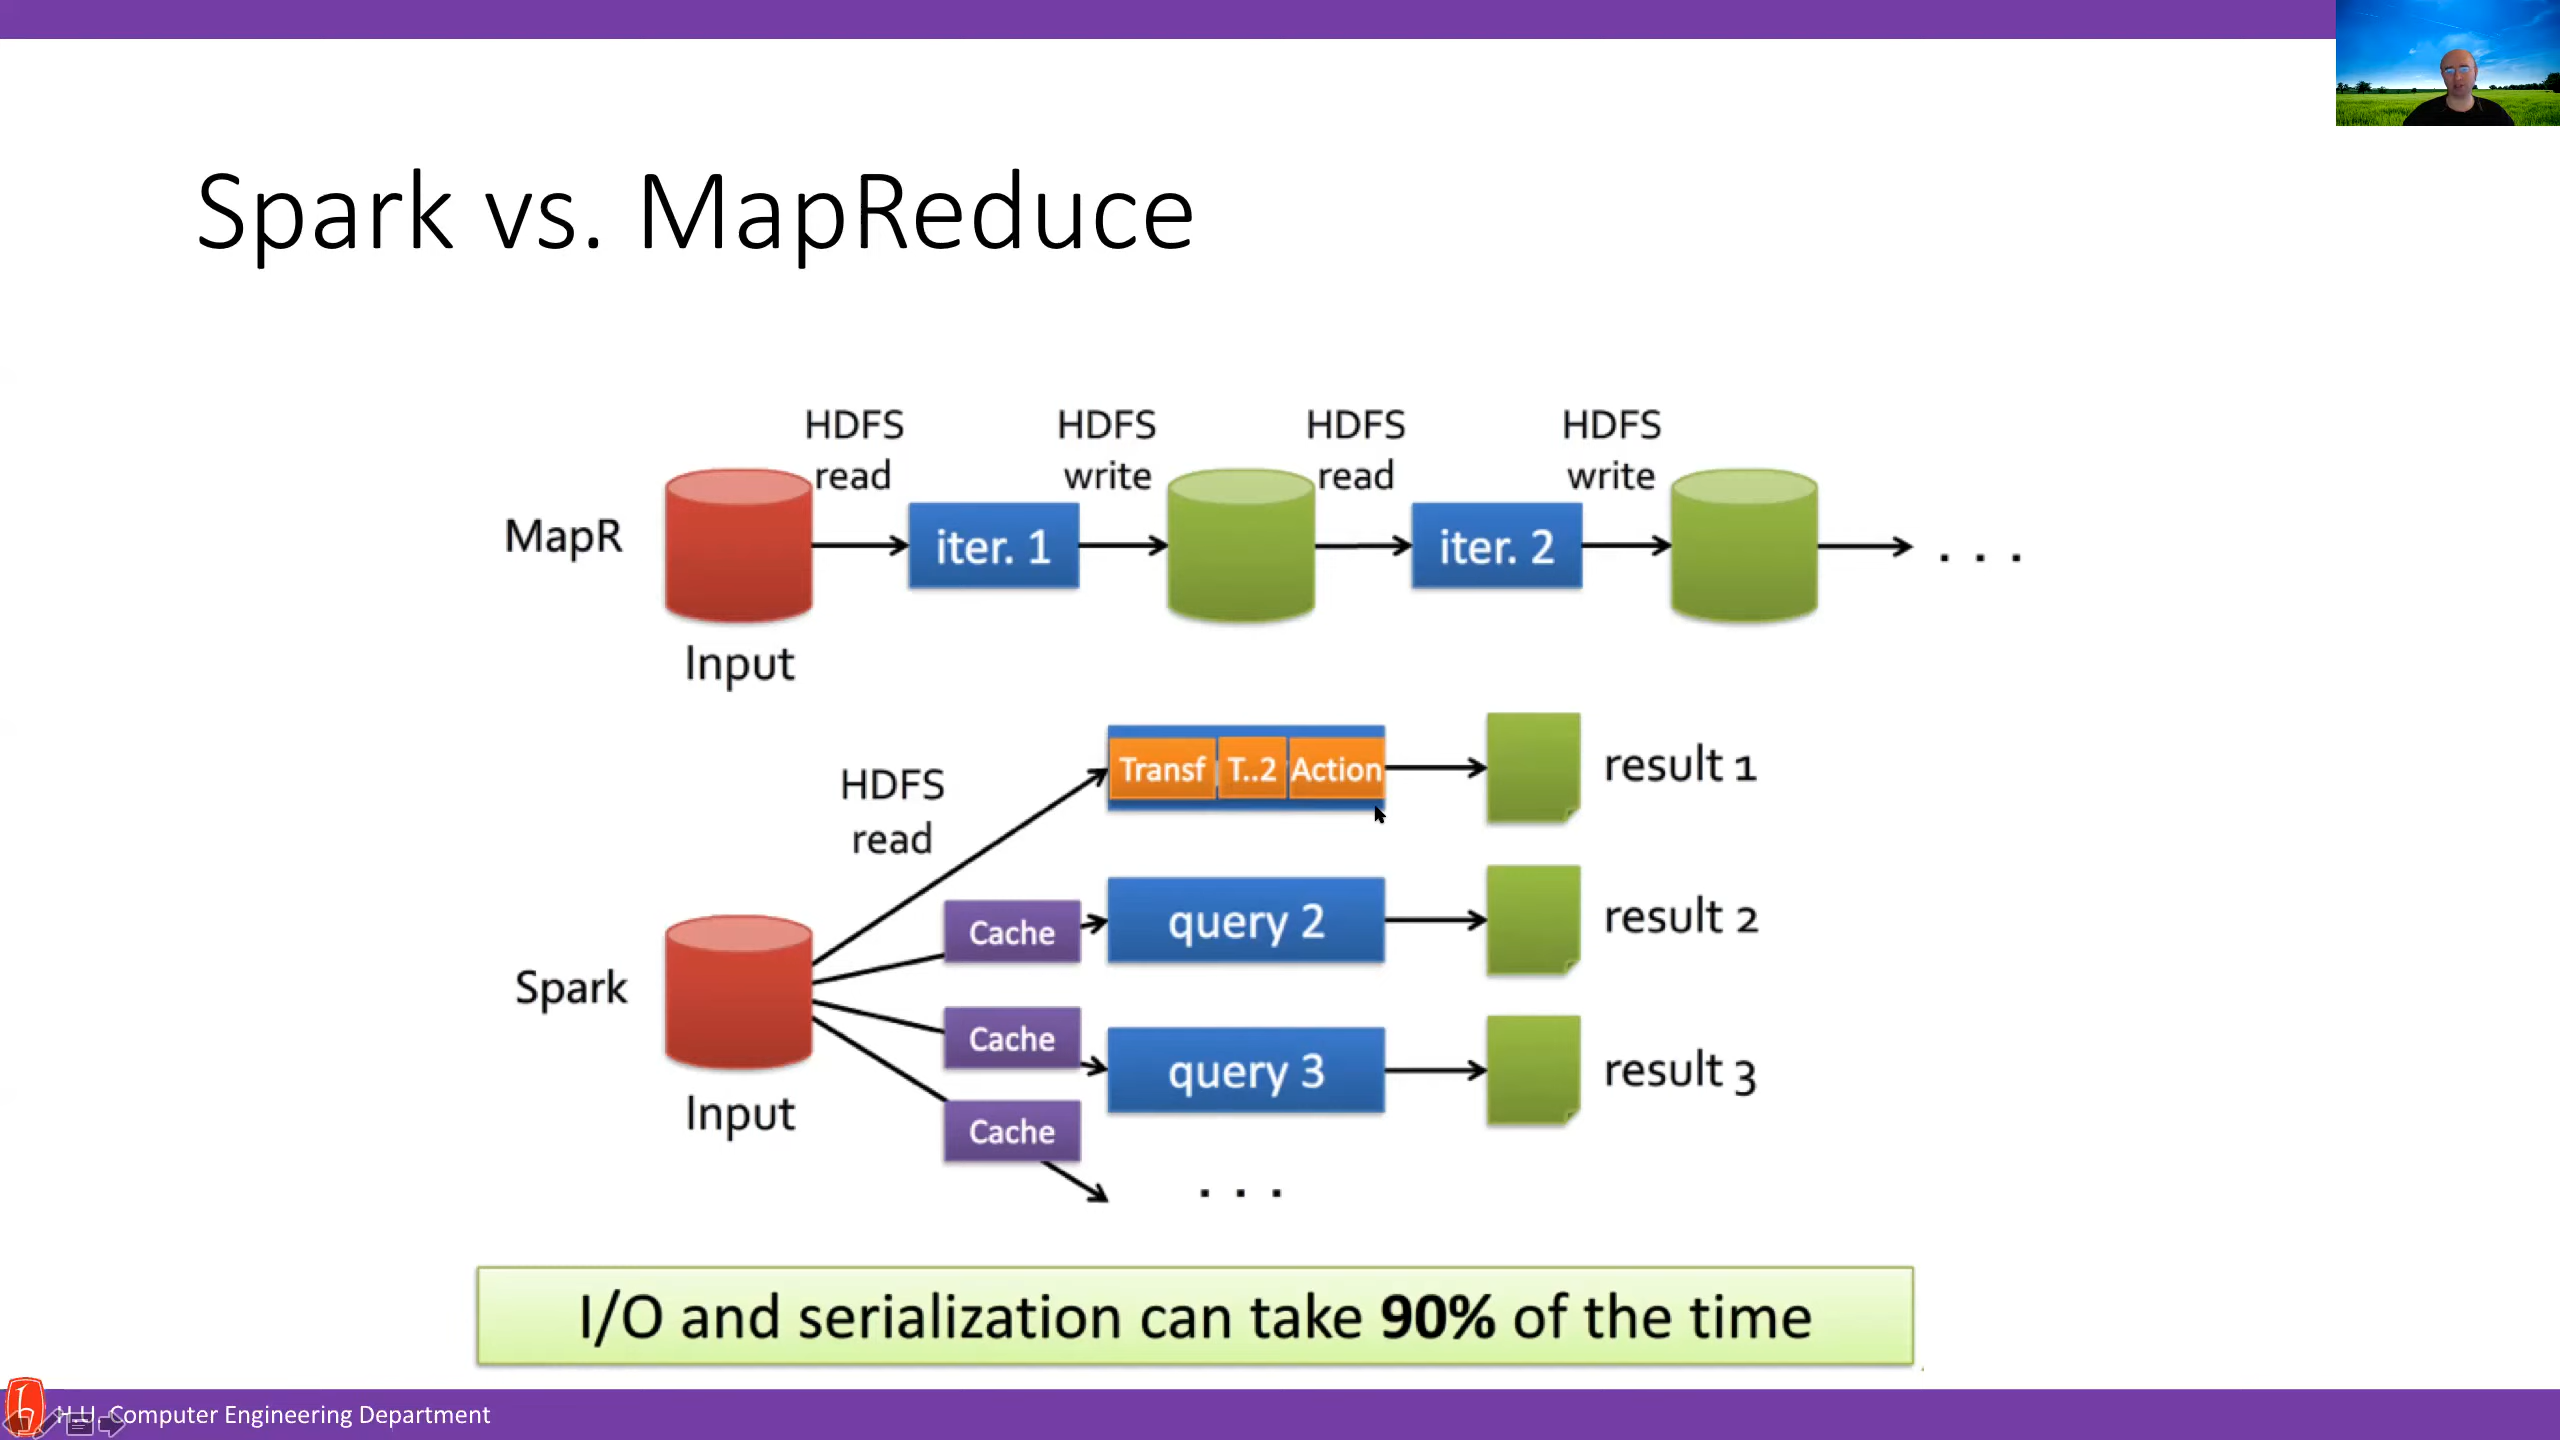 Spark vs. MapReduce
HDFS read
HDFS write
HDFS read
HDFS write
MapR
iter. 1
iter. 2
. . .
Input
HDFS read
Transf
T..2
Action
result 1
Cache
query 2
result 2
Spark
Cache
query 3
result 3
Input
Cache
. . .
I/O and serialization can take 90% of the time
H.U. Computer Engineering Department